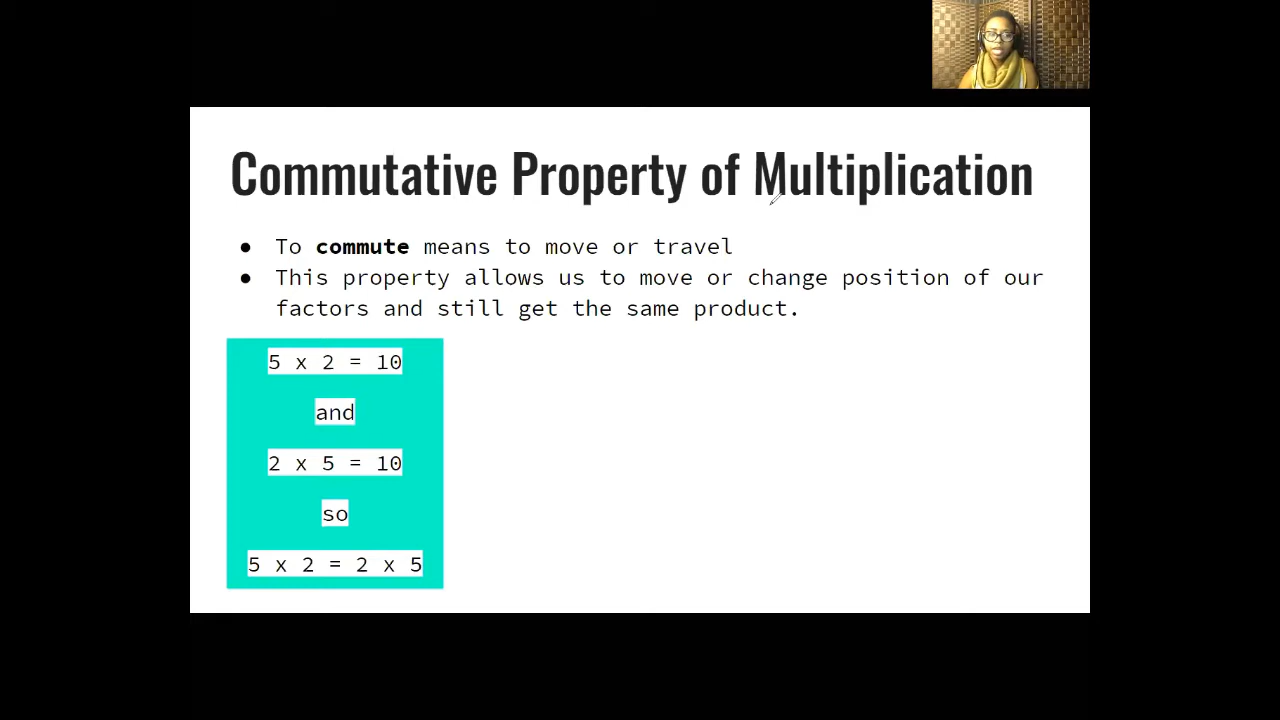 Commutative Property of Multiplication
● To commute means to move or travel
● This property allows us to move or change position of our
factors and still get the same product.
5 x 2 = 10
and
2 x 5 = 10
so
5 x 2 = 2 x 5